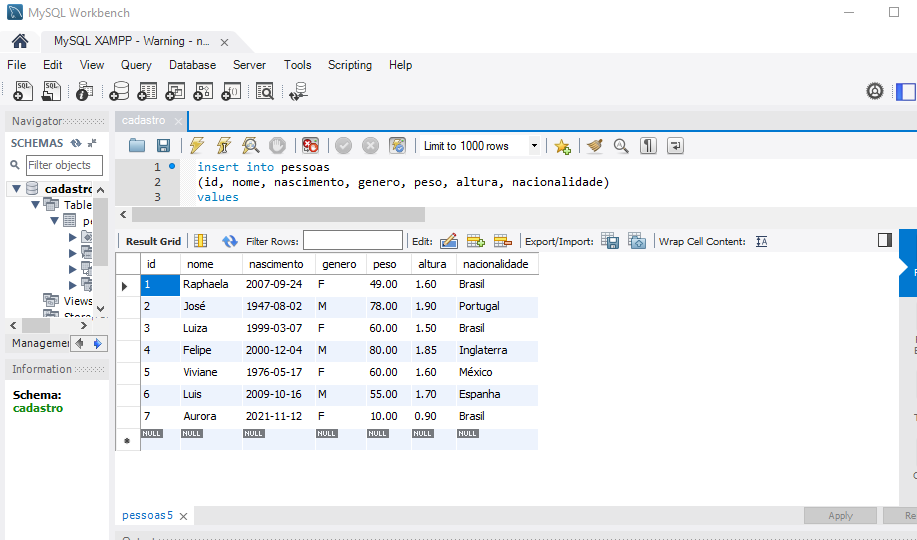 MySQL Workbench
MySQL XAMPP - Warning - n...
File Edit View Query Database Server Tools Scripting Help
Navigator
cadastro
SCHEMAS
Limit to 1000 rows
Filter objects
1 insert into pessoas
2 (id, nome, nascimento, genero, peso, altura, nacionalidade)
3 values
cadastro
Table
Views
Result Grid Filter Rows: Edit: Export/Import: Wrap Cell Content:
id nome nascimento genero peso altura nacionalidade
1 Raphaela 2007-09-24 F 49.00 1.60 Brasil
2 José 1947-08-02 M 78.00 1.90 Portugal
3 Luiza 1999-03-07 F 60.00 1.50 Brasil
4 Felipe 2000-12-04 M 80.00 1.85 Inglaterra
5 Viviane 1976-05-17 F 60.00 1.60 México
6 Luis 2009-10-16 M 55.00 1.70 Espanha
7 Aurora 2021-11-12 F 10.00 0.90 Brasil
NULL NULL NULL NULL NULL NULL NULL
Managemen
Information
Schema:
cadastro
pessoas5
Apply Re